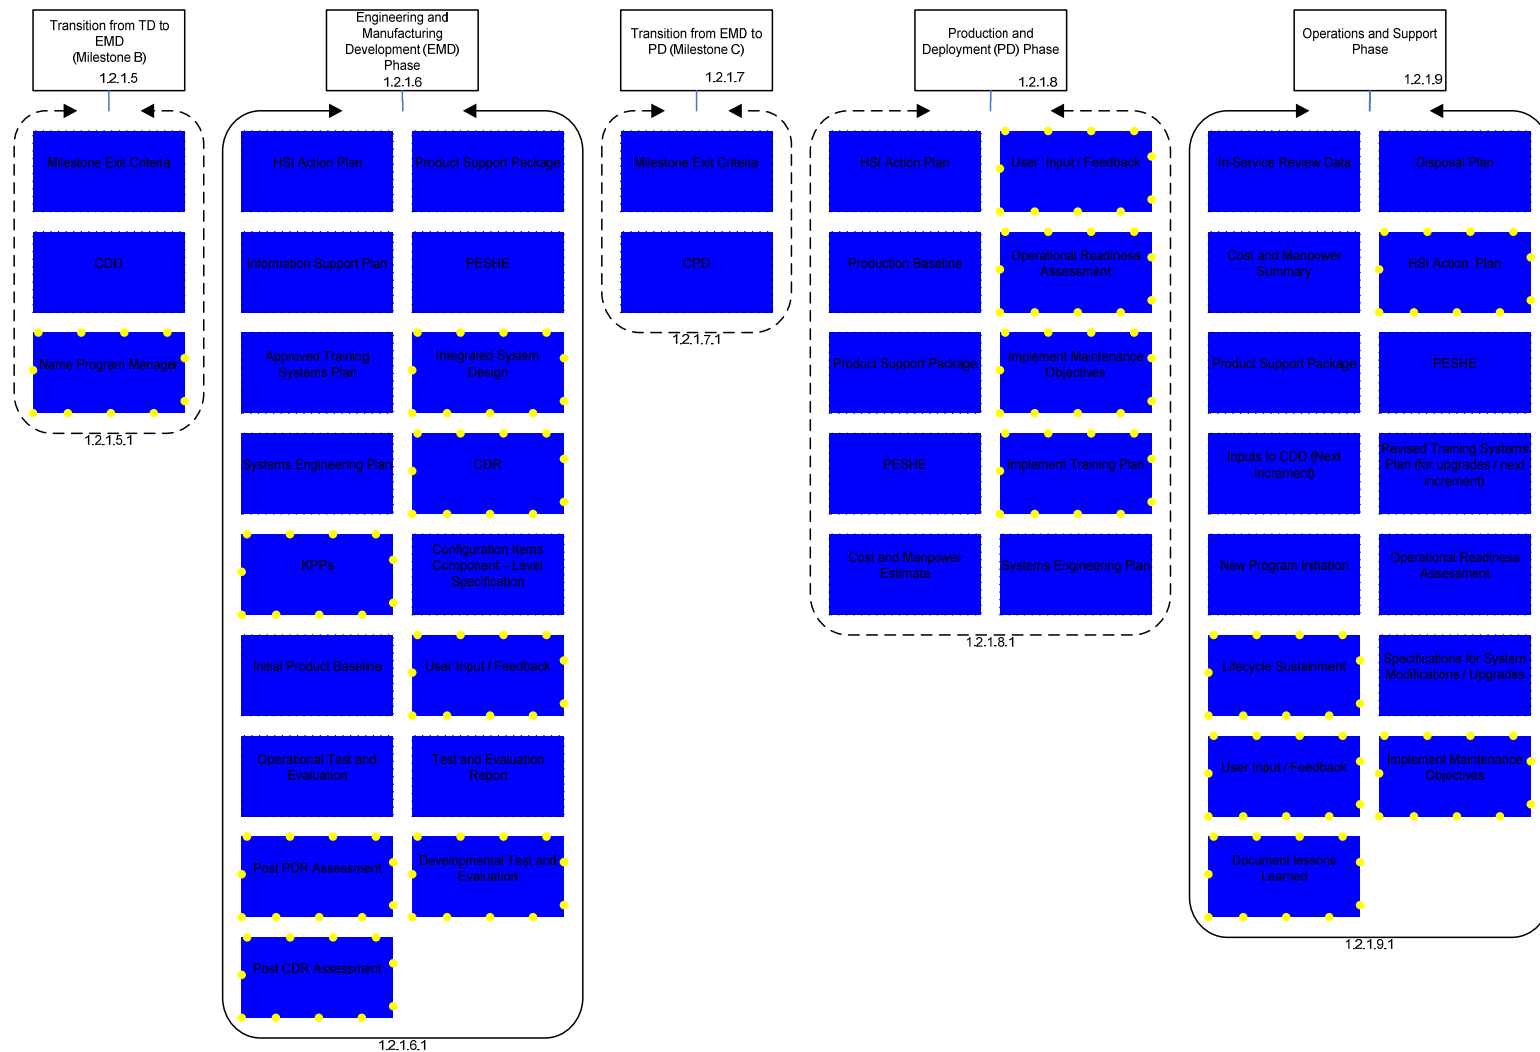 Transition from TD to
EMD
(Milestone B)
1.2.1.5
Milestone Exit Criteria
CDD
Name Program Manager
1.2.1.5.1
Engineering and
Manufacturing
Development (EMD)
Phase
1.2.1.6
HSI Action Plan
Product Support Package
Information Support Plan
PESHE
Approved Training
Systems Plan
Integrated System
Design
Systems Engineering Plan
CDR
KPPs
Configuration Items
Component – Level
Specification
Initial Product Baseline
User Input / Feedback
Operational Test and
Evaluation
Test and Evaluation
Report
Post PDR Assessment
Developmental Test and
Evaluation
Post CDR Assessment
1.2.1.6.1
Transition from EMD to
PD (Milestone C)
1.2.1.7
Milestone Exit Criteria
CPD
1.2.1.7.1
Production and
Deployment (PD) Phase
1.2.1.8
HSI Action Plan
User Input / Feedback
Production Baseline
Operational Readiness
Assessment
Product Support Package
Implement Maintenance
Objectives
PESHE
Implement Training Plan
Cost and Manpower
Estimate
Systems Engineering Plan
1.2.1.8.1
Operations and Support
Phase
1.2.1.9
In-Service Review Data
Disposal Plan
Cost and Manpower
Summary
HSI Action Plan
Product Support Package
PESHE
Inputs to CDD (Next
Increment)
Revised Training Systems
Plan (for upgrades / next
increment)
New Program Initiation
Operational Readiness
Assessment
Lifecycle Sustainment
Specifications for System
Modifications / Upgrades
User Input / Feedback
Implement Maintenance
Objectives
Document lessons
Learned
1.2.1.9.1